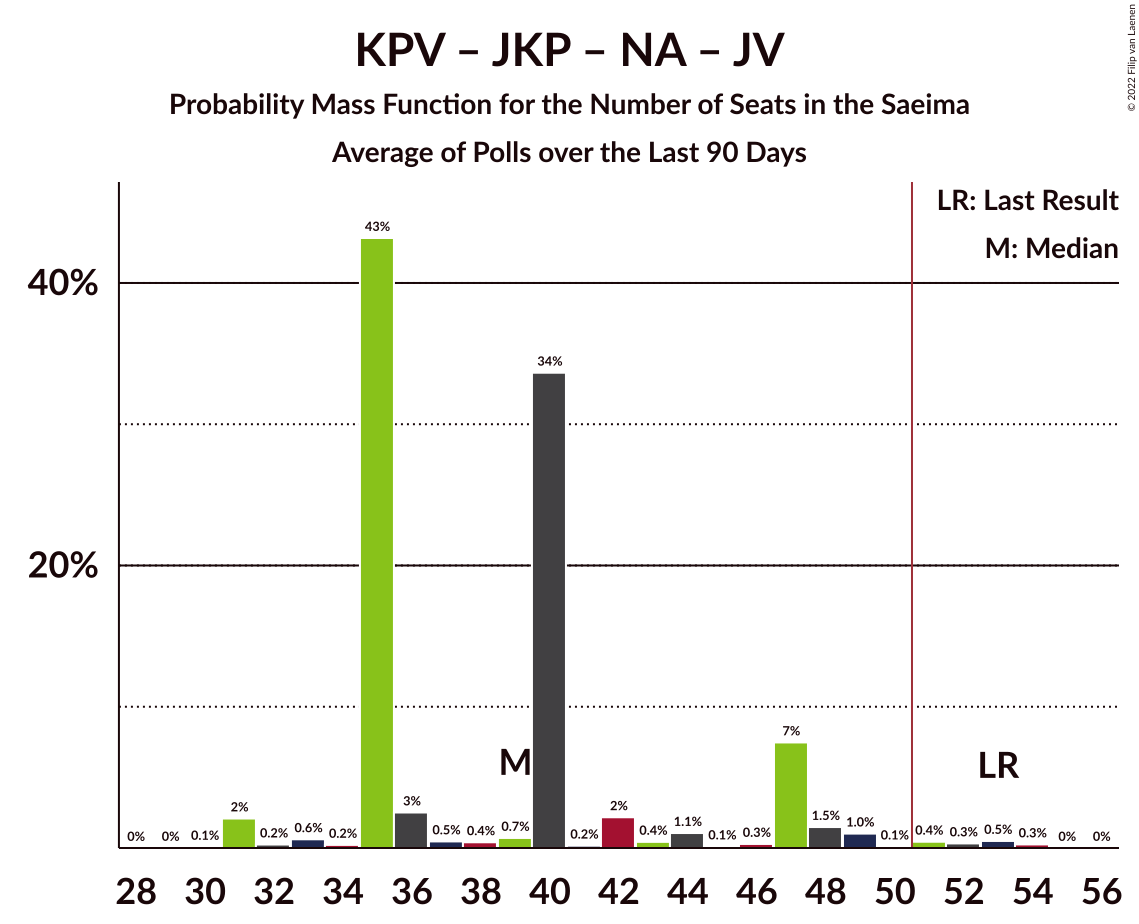 KPV – JKP – NA – JV
Probability Mass Function for the Number of Seats in the Saeima
Average of Polls over the Last 90 Days
© 2022 Filip van Laenen
LR: Last Result
M: Median
40%
20%
0% 0% 0.1% 2% 0.2% 0.6% 0.2% 43% 3% 0.5% 0.4% 0.7% 34% 0.2% 2% 0.4% 1.1% 0.1% 0.3% 7% 1.5% 1.0% 0.1% 0.4% 0.3% 0.5% 0.3% 0% 0%
M
LR
28 30 32 34 36 38 40 42 44 46 48 50 52 54 56